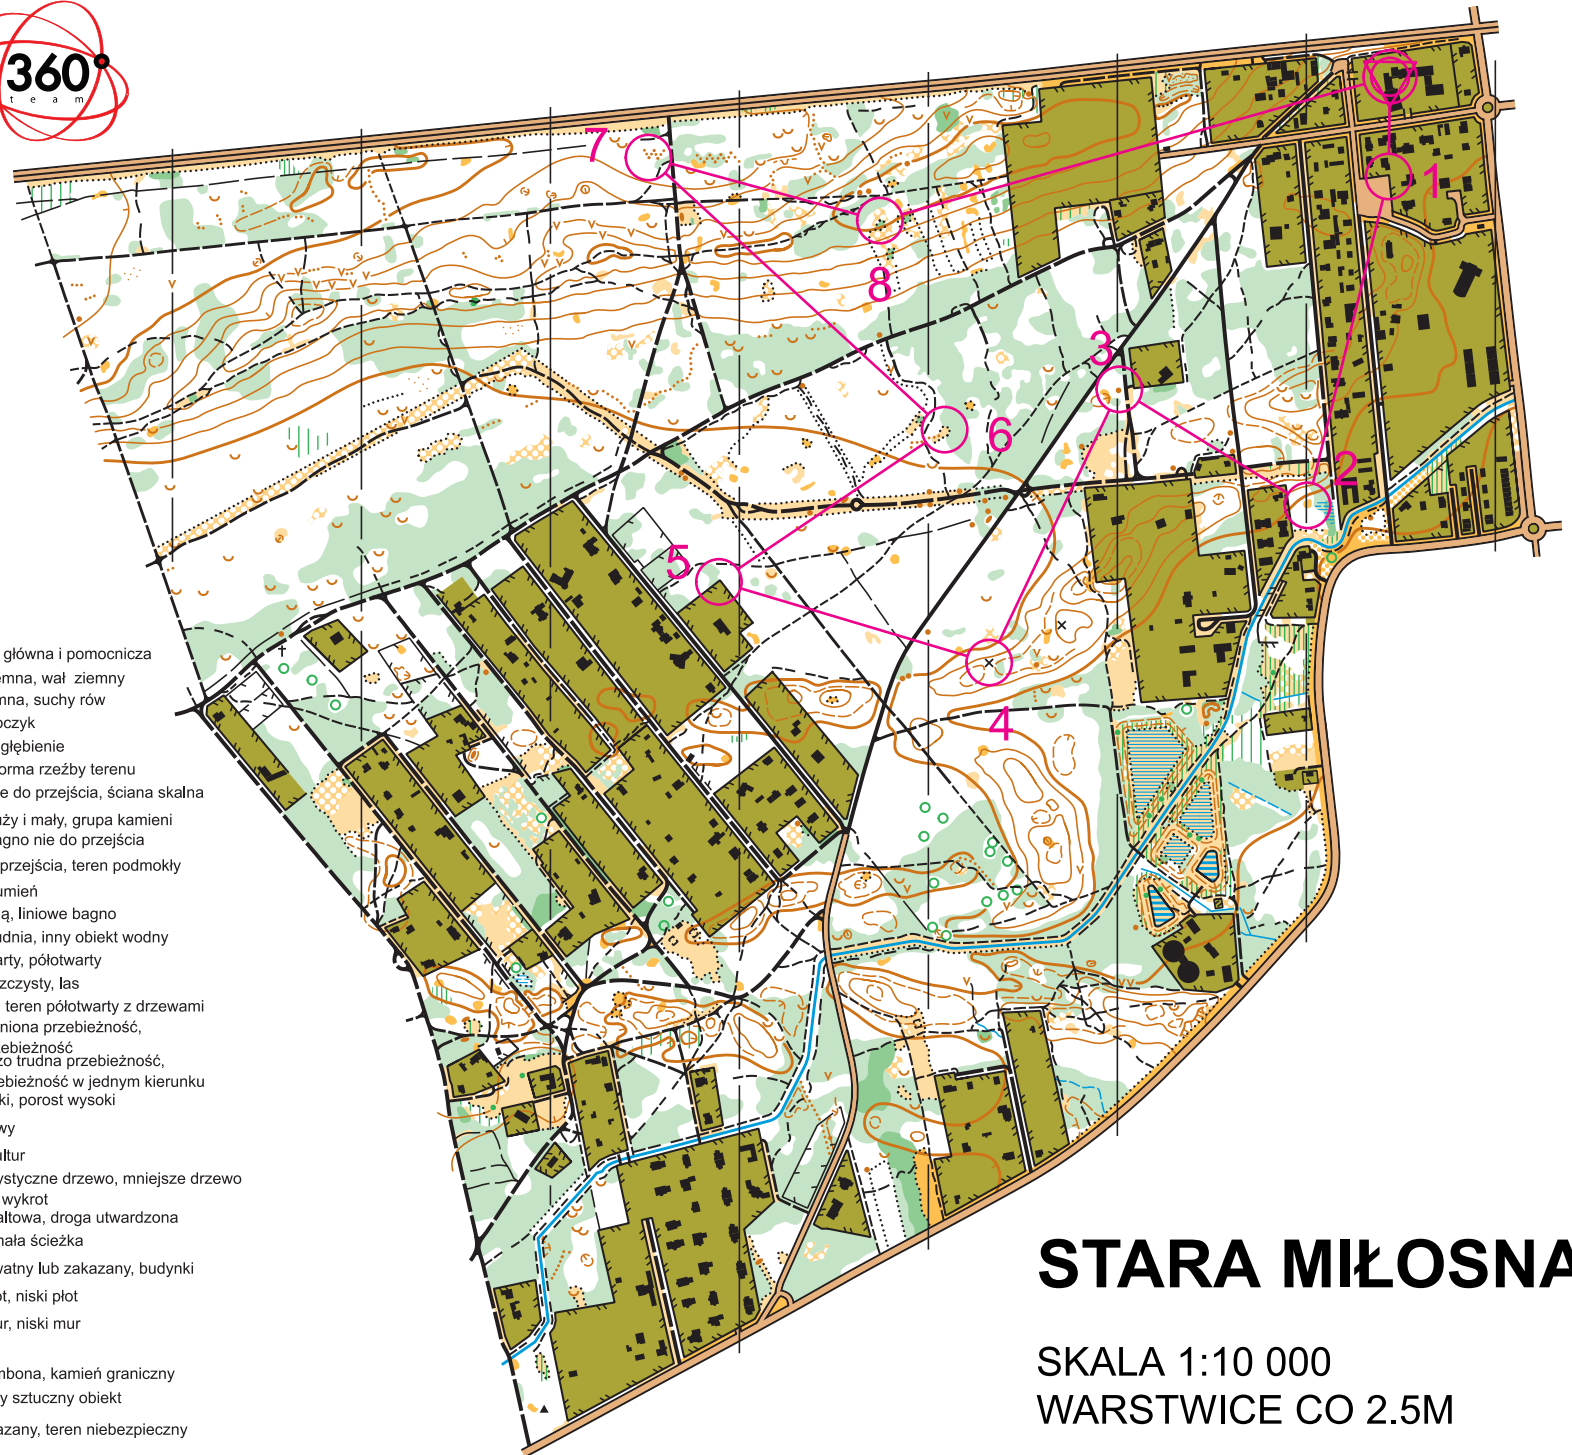 360°
team
główna i pomocnicza
emna, wał ziemny
mna, suchy rów
oczyk
głębienie
orma rzeźby terenu
e do przejścia, ściana skalna
uży i mały, grupa kamieni
agno nie do przejścia
przejścia, teren podmokły
umień
ą, liniowe bagno
udnia, inny obiekt wodny
arty, półotwarty
zczysty, las
teren półotwarty z drzewami
niona przebieżność,
zebieżność
zo trudna przebieżność,
ebieżność w jednym kierunku
ki, porost wysoki
wy
ultur
ystyczne drzewo, mniejsze drzewo
wykrot
altowa, droga utwardzona
nała ścieżka
watny lub zakazany, budynki
ot, niski płot
ur, niski mur
mbona, kamień graniczny
y sztuczny obiekt
azany, teren niebezpieczny
1
2
3
4
5
6
7
8
STARA MIŁOSNA
SKALA 1:10 000
WARSTWICE CO 2.5M